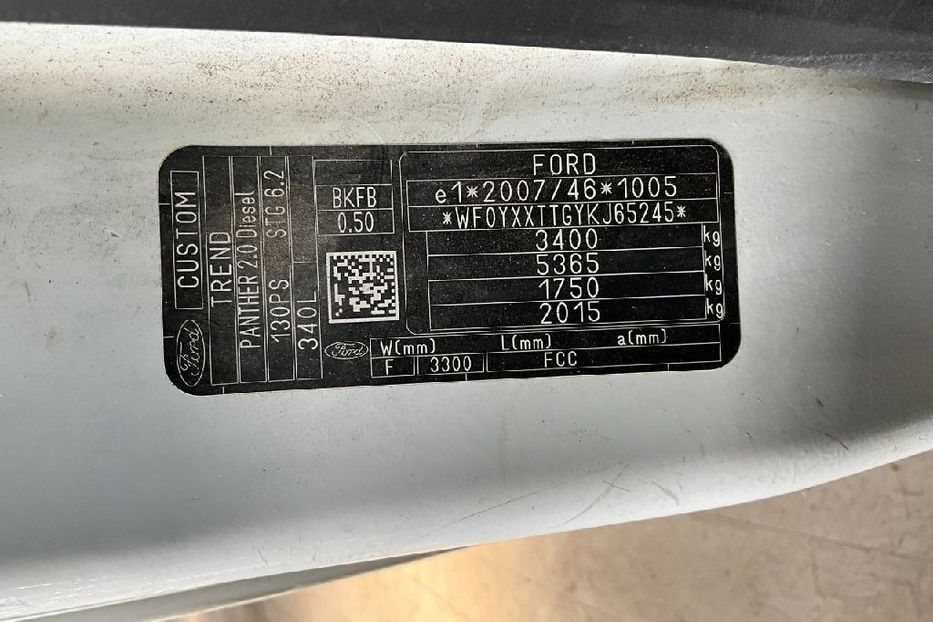 CUSTOM
TREND
PANTHER 2.0 Diesel
130PS STG 6.2
340 L
Ford
BKFB
0.50
FORD
e1*2007/46*1005
*WF0YXXTTGYKJ65245*
3400 kg
5365 kg
1750 kg
2015 kg
Ford
W(mm) L(mm) a(mm)
F 3300 FCC